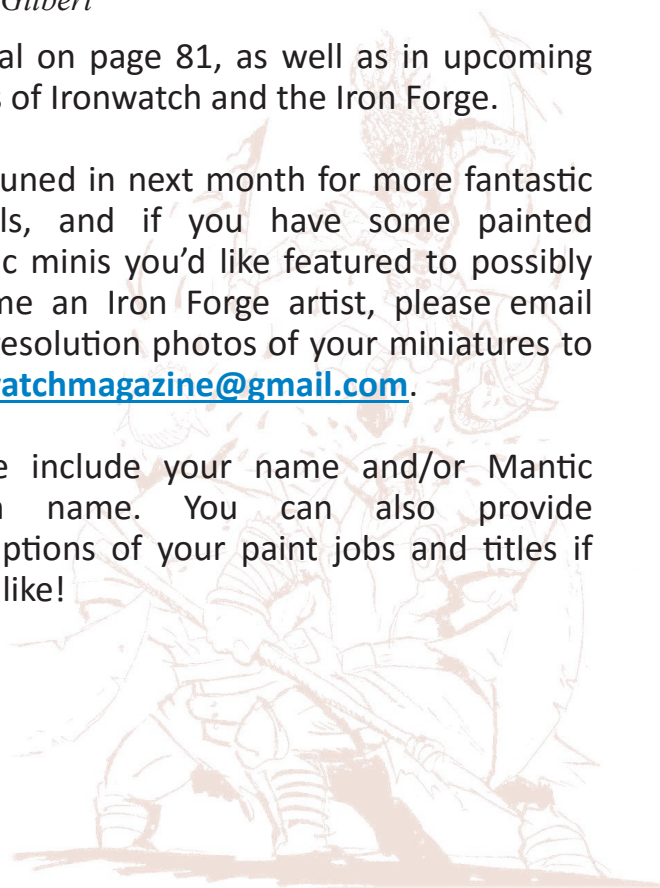 Gilbert
al on page 81, as well as in upcoming
s of Ironwatch and the Iron Forge.
uned in next month for more fantastic
ls, and if you have some painted
c minis you’d like featured to possibly
me an Iron Forge artist, please email
resolution photos of your miniatures to
watchmagazine@gmail.com.
e include your name and/or Mantic
n name. You can also provide
ptions of your paint jobs and titles if
like!